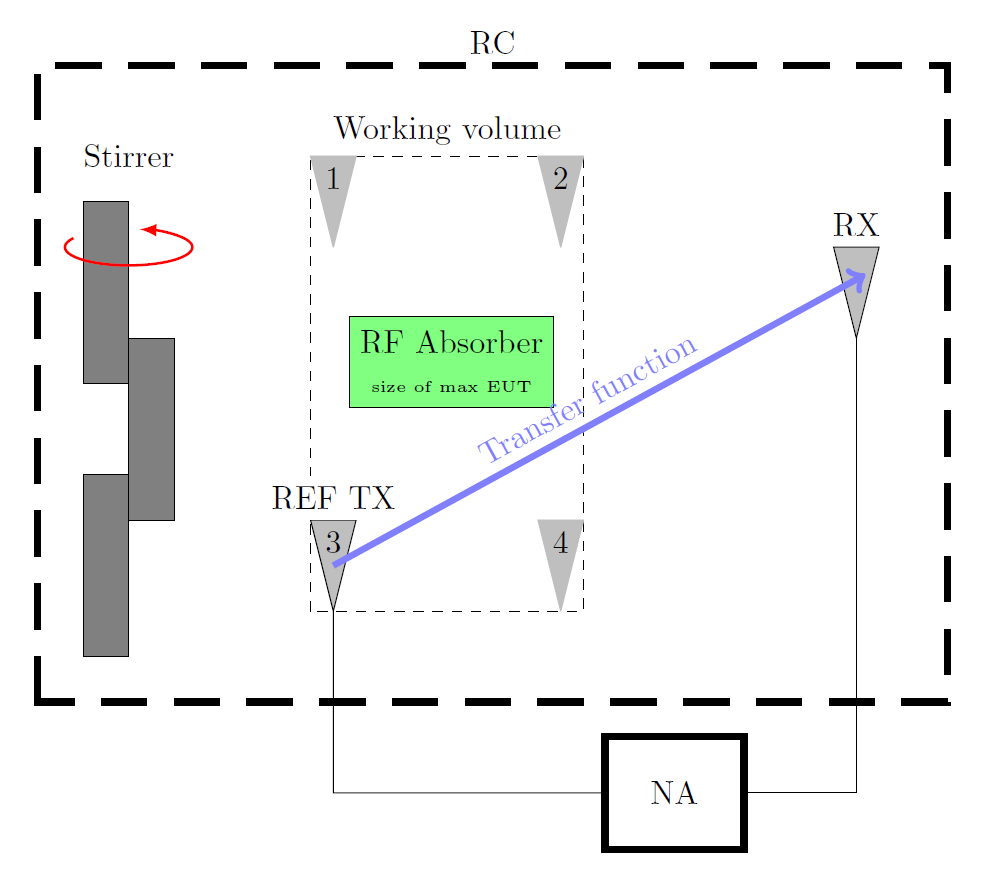 RC
Working volume
Stirrer
1
2
RX
RF Absorber
size of max EUT
Transfer function
REF TX
3
4
NA